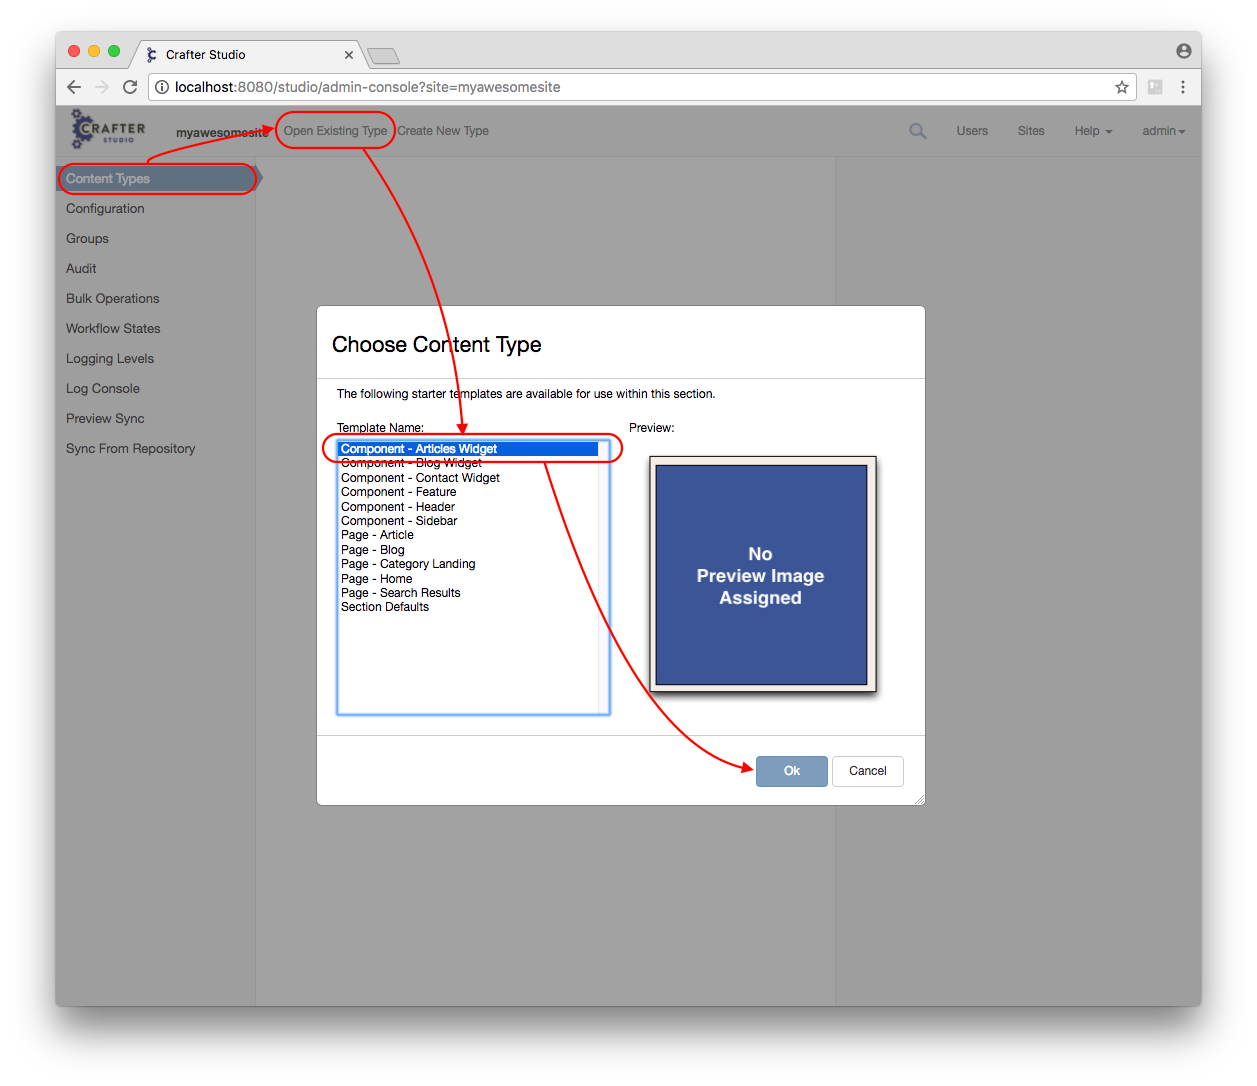 Crafter Studio
localhost:8080/studio/admin-console?site=myawesomesite
CRAFTER
STUDIO
myawesomesite
Open Existing Type
Create New Type
Users
Sites
Help
admin
Content Types
Configuration
Groups
Audit
Bulk Operations
Workflow States
Logging Levels
Log Console
Preview Sync
Sync From Repository
Choose Content Type
The following starter templates are available for use within this section.
Template Name:
Component - Articles Widget
Component - Blog Widget
Component - Contact Widget
Component - Feature
Component - Header
Component - Sidebar
Page - Article
Page - Blog
Page - Category Landing
Page - Home
Page - Search Results
Section Defaults
Preview:
No
Preview Image
Assigned
Ok
Cancel